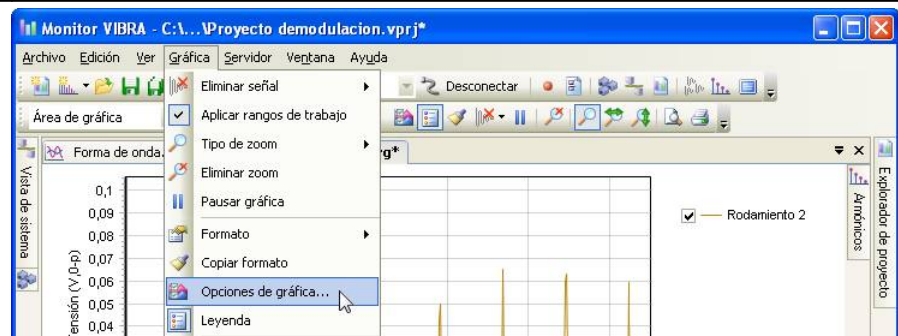 Monitor VIBRA - C:\...\Proyecto demodulacion.vprj*
Archivo Edición Ver Gráfica Servidor Ventana Ayuda
Eliminar señal
Desconectar
Área de gráfica
Aplicar rangos de trabajo
Forma de onda.
Tipo de zoom
rg*
Eliminar zoom
Pausar gráfica
Formato
Copiar formato
Opciones de gráfica...
Leyenda
Vista de sistema
0,1
0,09
0,08
0,07
0,06
0,05
0,04
ensión (V,0-p)
Rodamiento 2
Armónicos
Explorador de proyecto